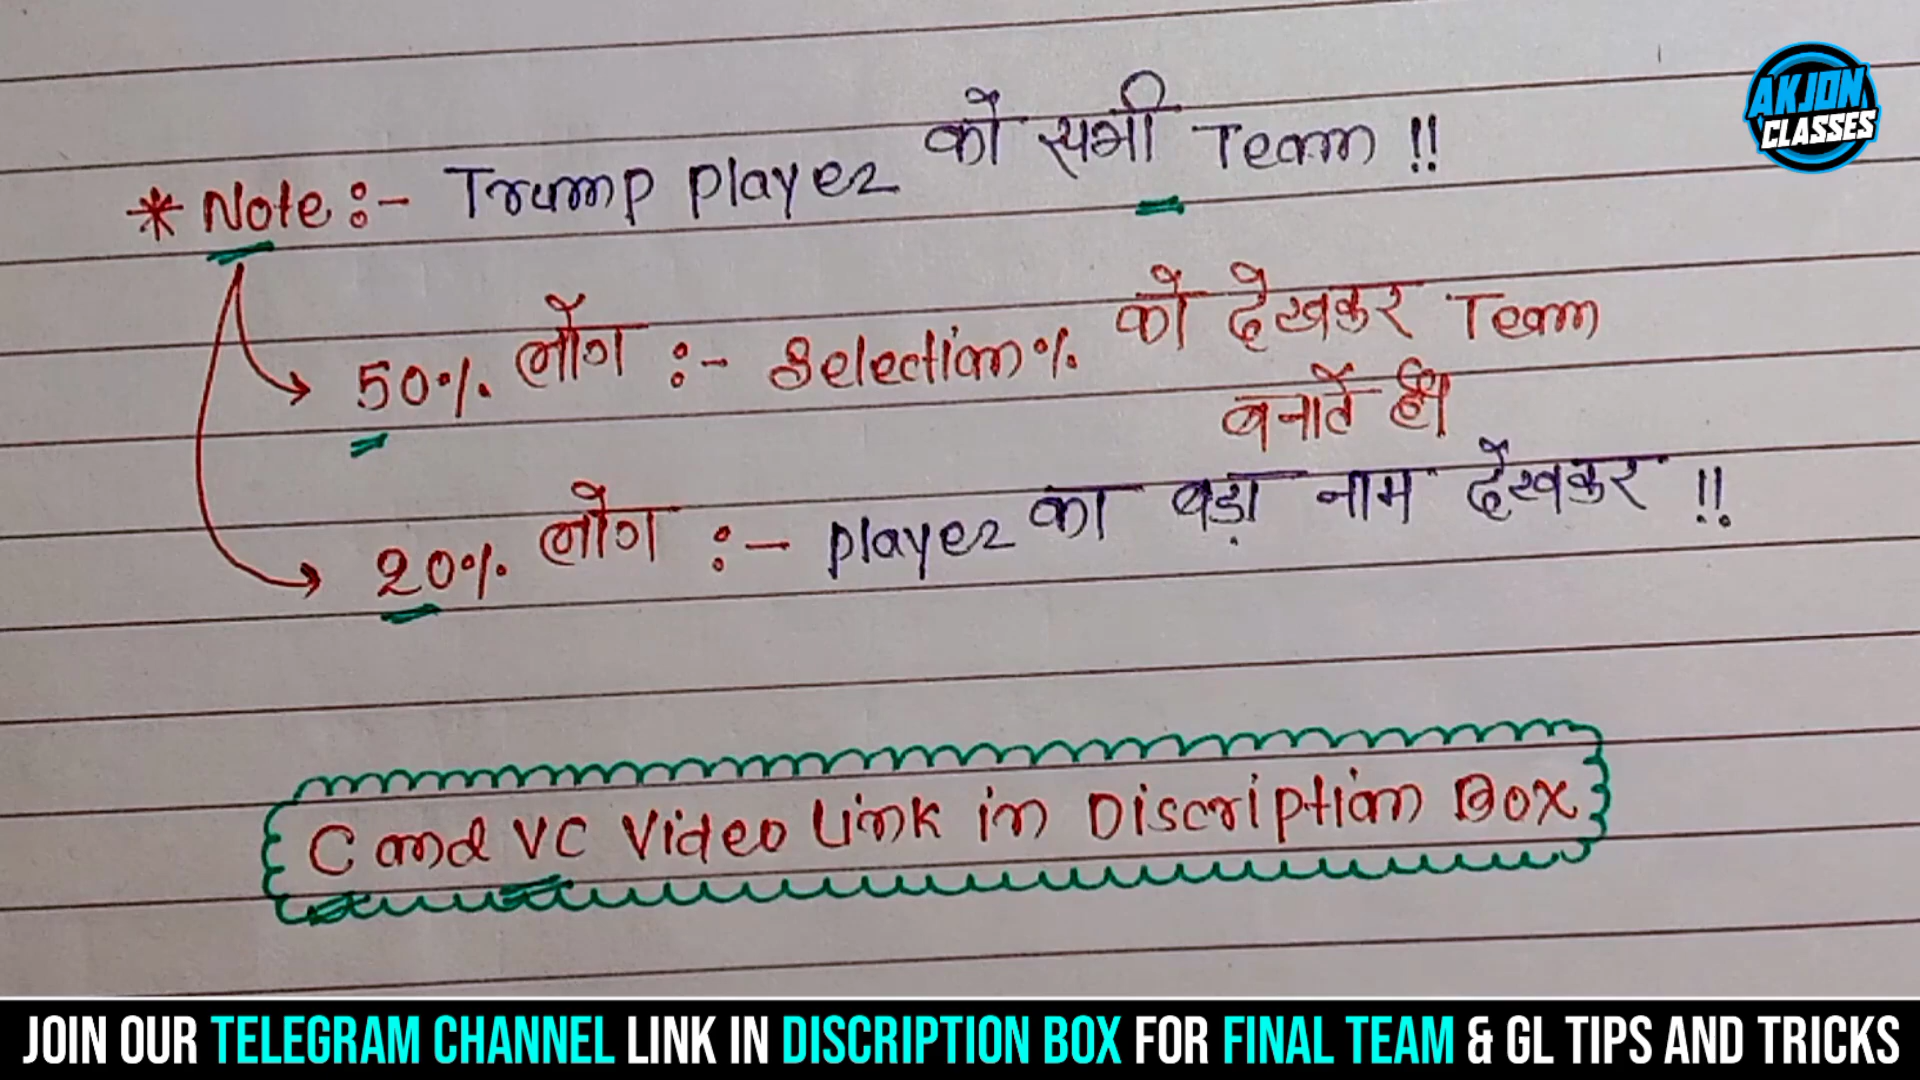 AKJON
CLASSES
* Note :- Trump Player को सभी Team !!
50% लोग :- Selection% को देखकर Team
बनाते है।
20% लोग :- Player का बड़ा नाम देखकर !!
C and VC Video Link in Discription Box
JOIN OUR TELEGRAM CHANNEL LINK IN DISCRIPTION BOX FOR FINAL TEAM & GL TIPS AND TRICKS